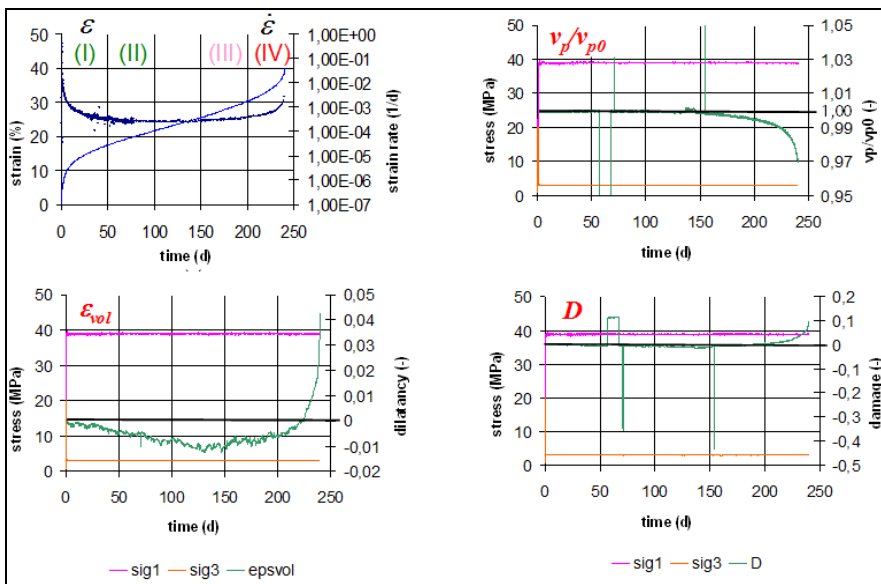 ε ε̇
(I) (II) (III) (IV)
50
40
30
20
10
0
strain (%)
1,00E+00
1,00E-01
1,00E-02
1,00E-03
1,00E-04
1,00E-05
1,00E-06
1,00E-07
strain rate (1/d)
0 50 100 150 200 250
time (d)
vp/vp0
50
40
30
20
10
0
stress (MPa)
1,05
1,03
1,00
0,99
0,97
0,95
vp/vp0 (-)
0 50 100 150 200 250
time (d)
εvol
50
40
30
20
10
0
stress (MPa)
0,05
0,04
0,03
0,02
0,01
0
-0,01
-0,02
dilatancy (-)
0 50 100 150 200 250
time (d)
sig1 sig3 epsvol
D
50
40
30
20
10
0
stress (MPa)
0,2
0,1
0
-0,1
-0,2
-0,3
-0,4
-0,5
damage (-)
0 50 100 150 200 250
time (d)
sig1 sig3 D